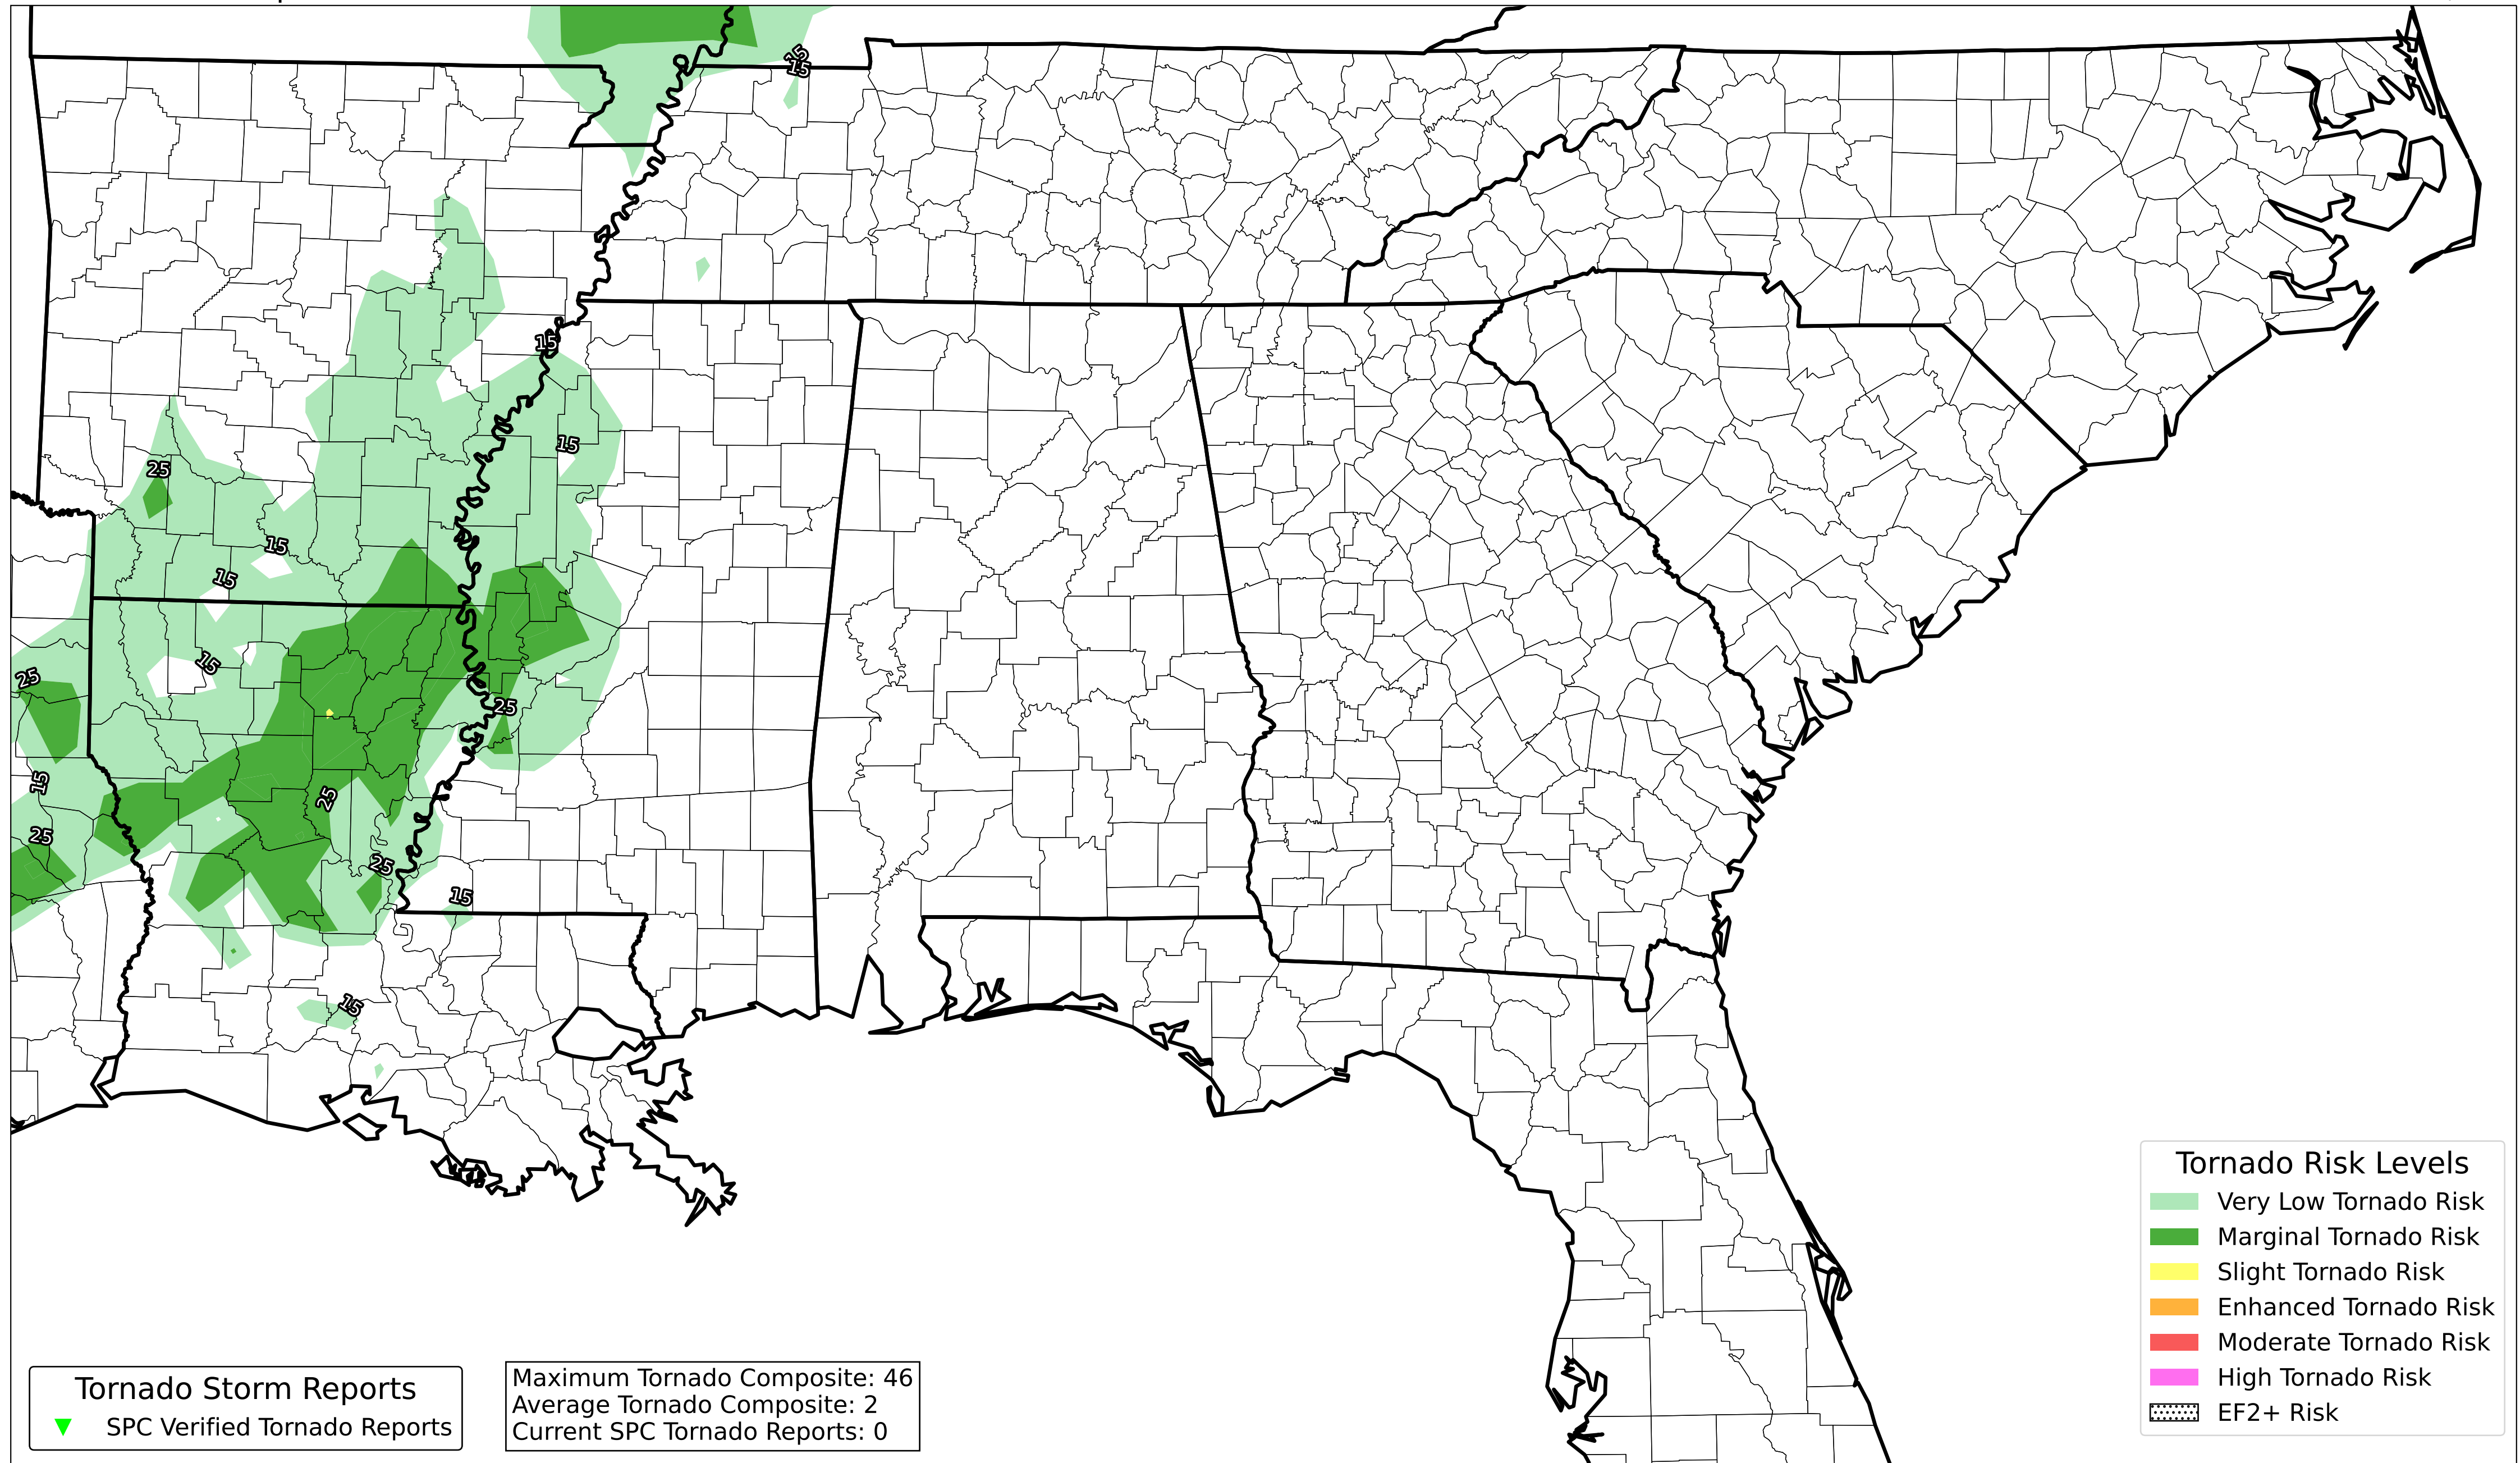 15
15
15
15
25
15
15
25
15
25
15
25
25
25
15
15
Tornado Risk Levels
Very Low Tornado Risk
Marginal Tornado Risk
Slight Tornado Risk
Enhanced Tornado Risk
Moderate Tornado Risk
High Tornado Risk
EF2+ Risk
Tornado Storm Reports
SPC Verified Tornado Reports
Maximum Tornado Composite: 46
Average Tornado Composite: 2
Current SPC Tornado Reports: 0